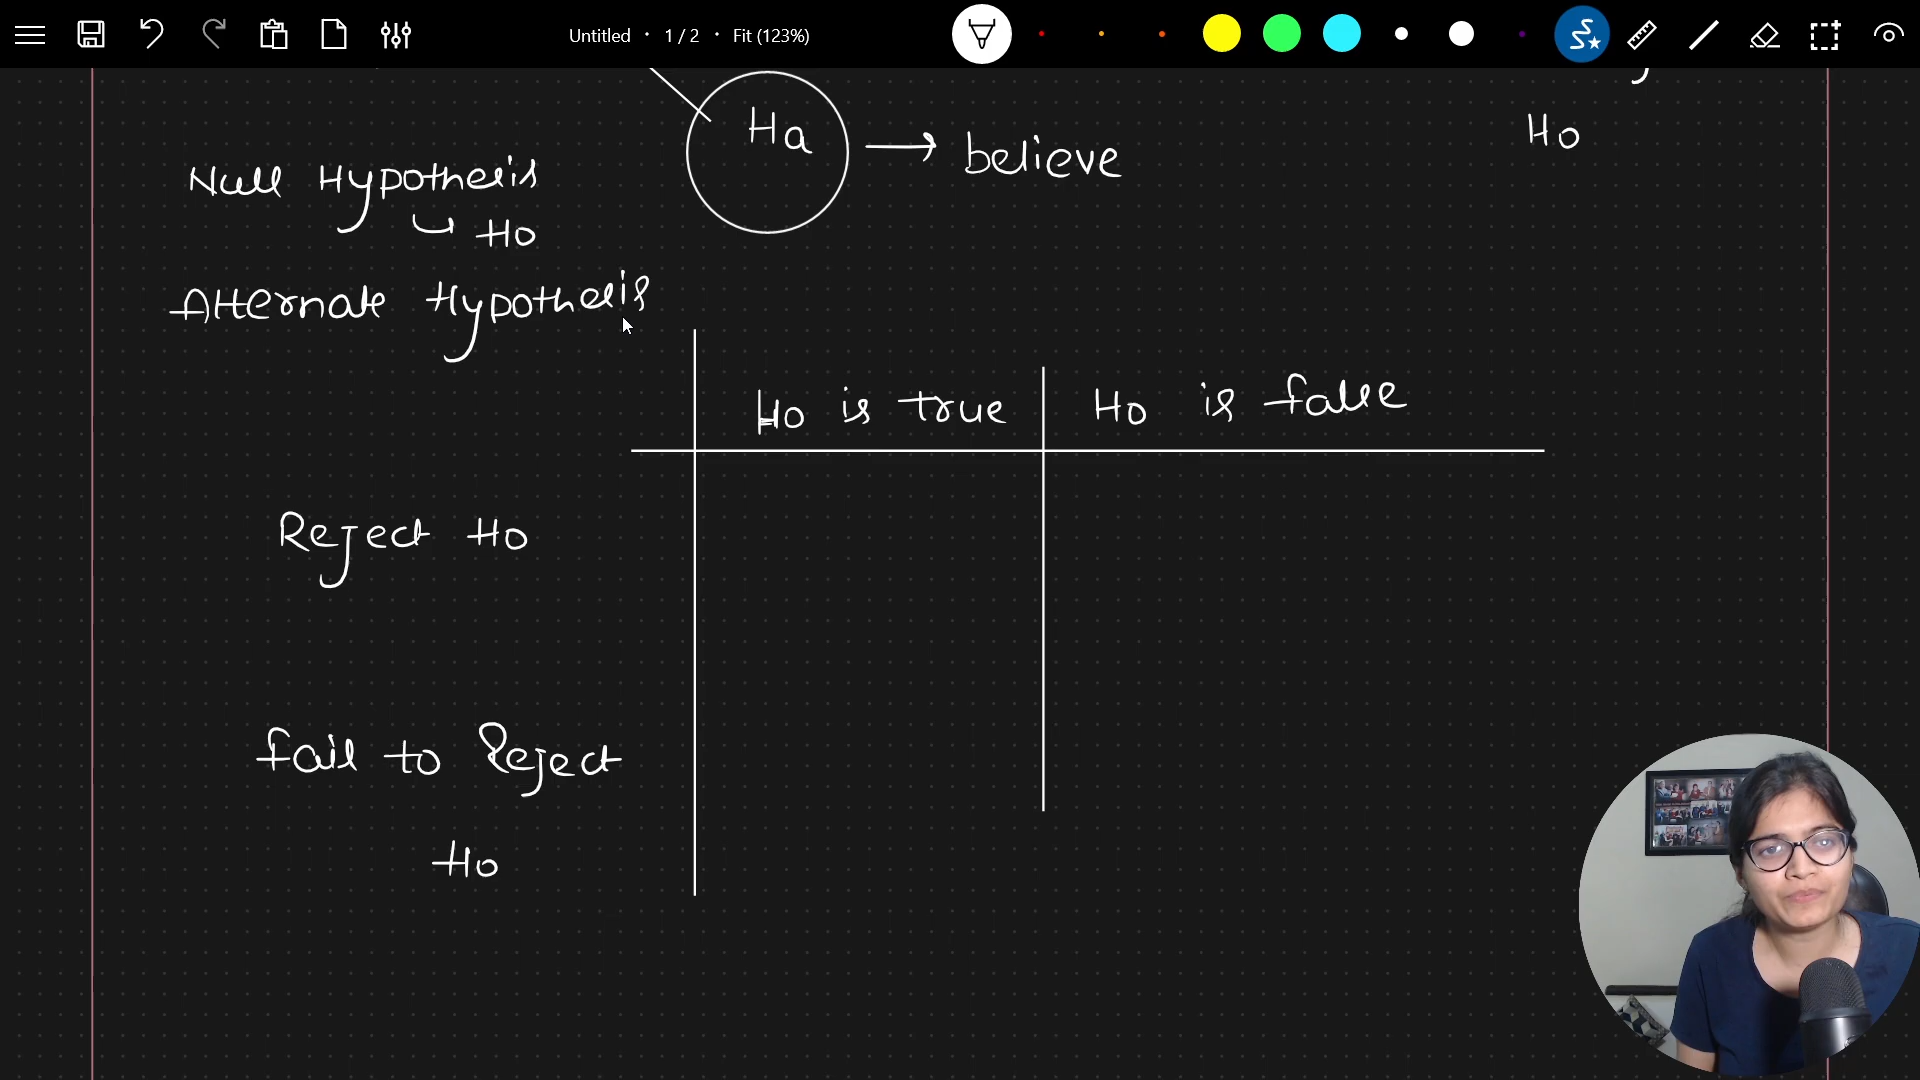 Untitled • 1 / 2 • Fit (123%)
Ha → believe
Ho
Null Hypothesis
↳ Ho
Alternate Hypothesis
Ho is true
Ho is false
Reject Ho
fail to Reject
Ho